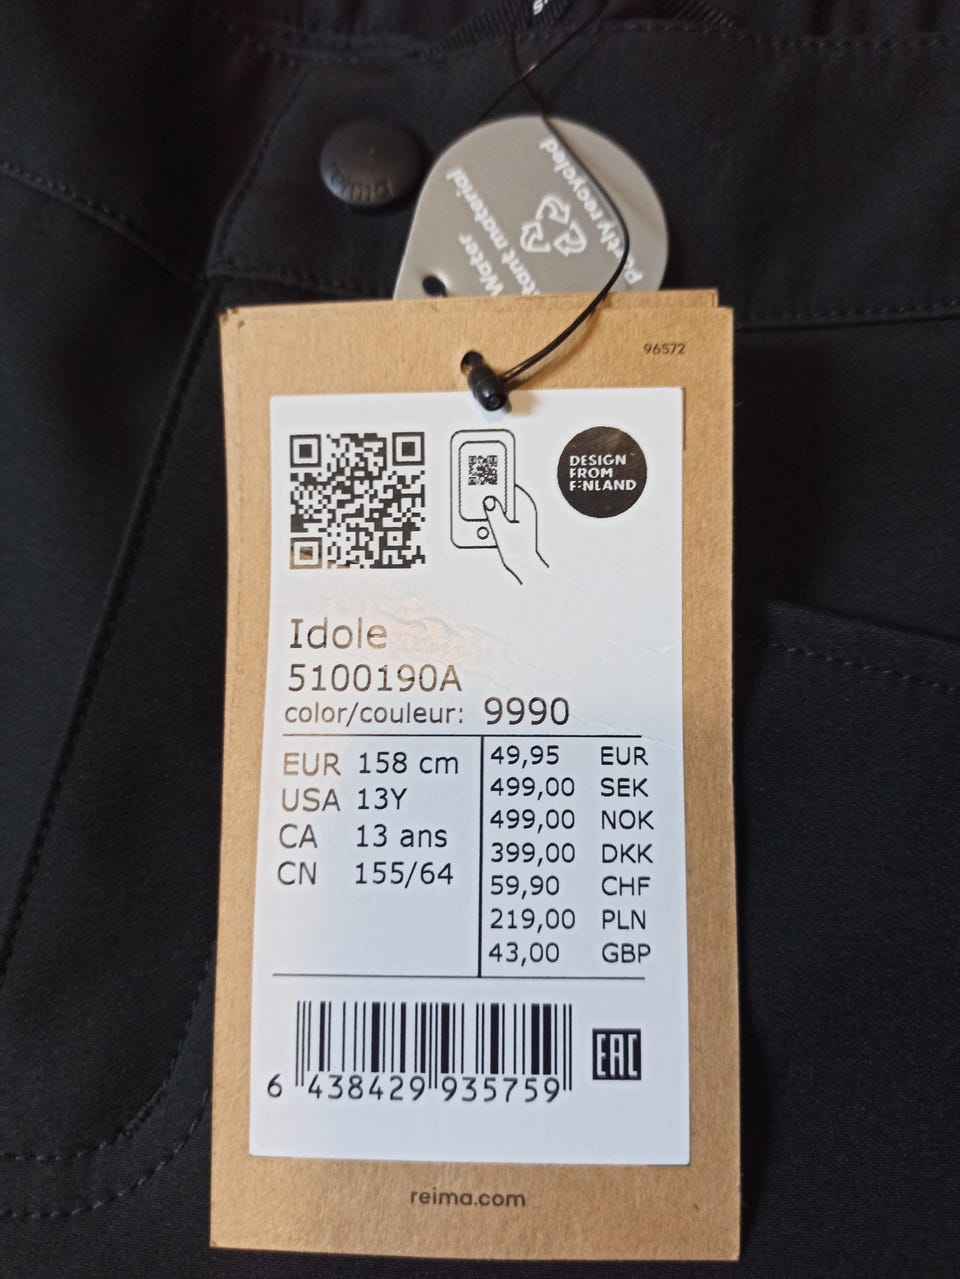 reima
partly recycled
material
Water
96572
DESIGN
FROM
FINLAND
Idole
5100190A
color/couleur: 9990
EUR 158 cm
USA 13Y
CA 13 ans
CN 155/64
49,95 EUR
499,00 SEK
499,00 NOK
399,00 DKK
59,90 CHF
219,00 PLN
43,00 GBP
6 438429 935759
EAC
reima.com